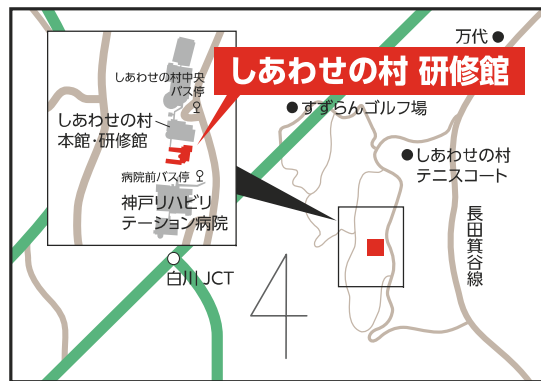 万代
しあわせの村 研修館
しあわせの村中央
バス停
すずらんゴルフ場
しあわせの村
本館・研修館
しあわせの村
テニスコート
病院前バス停
神戸リハビリ
テーション病院
長田箕谷線
白川 JCT